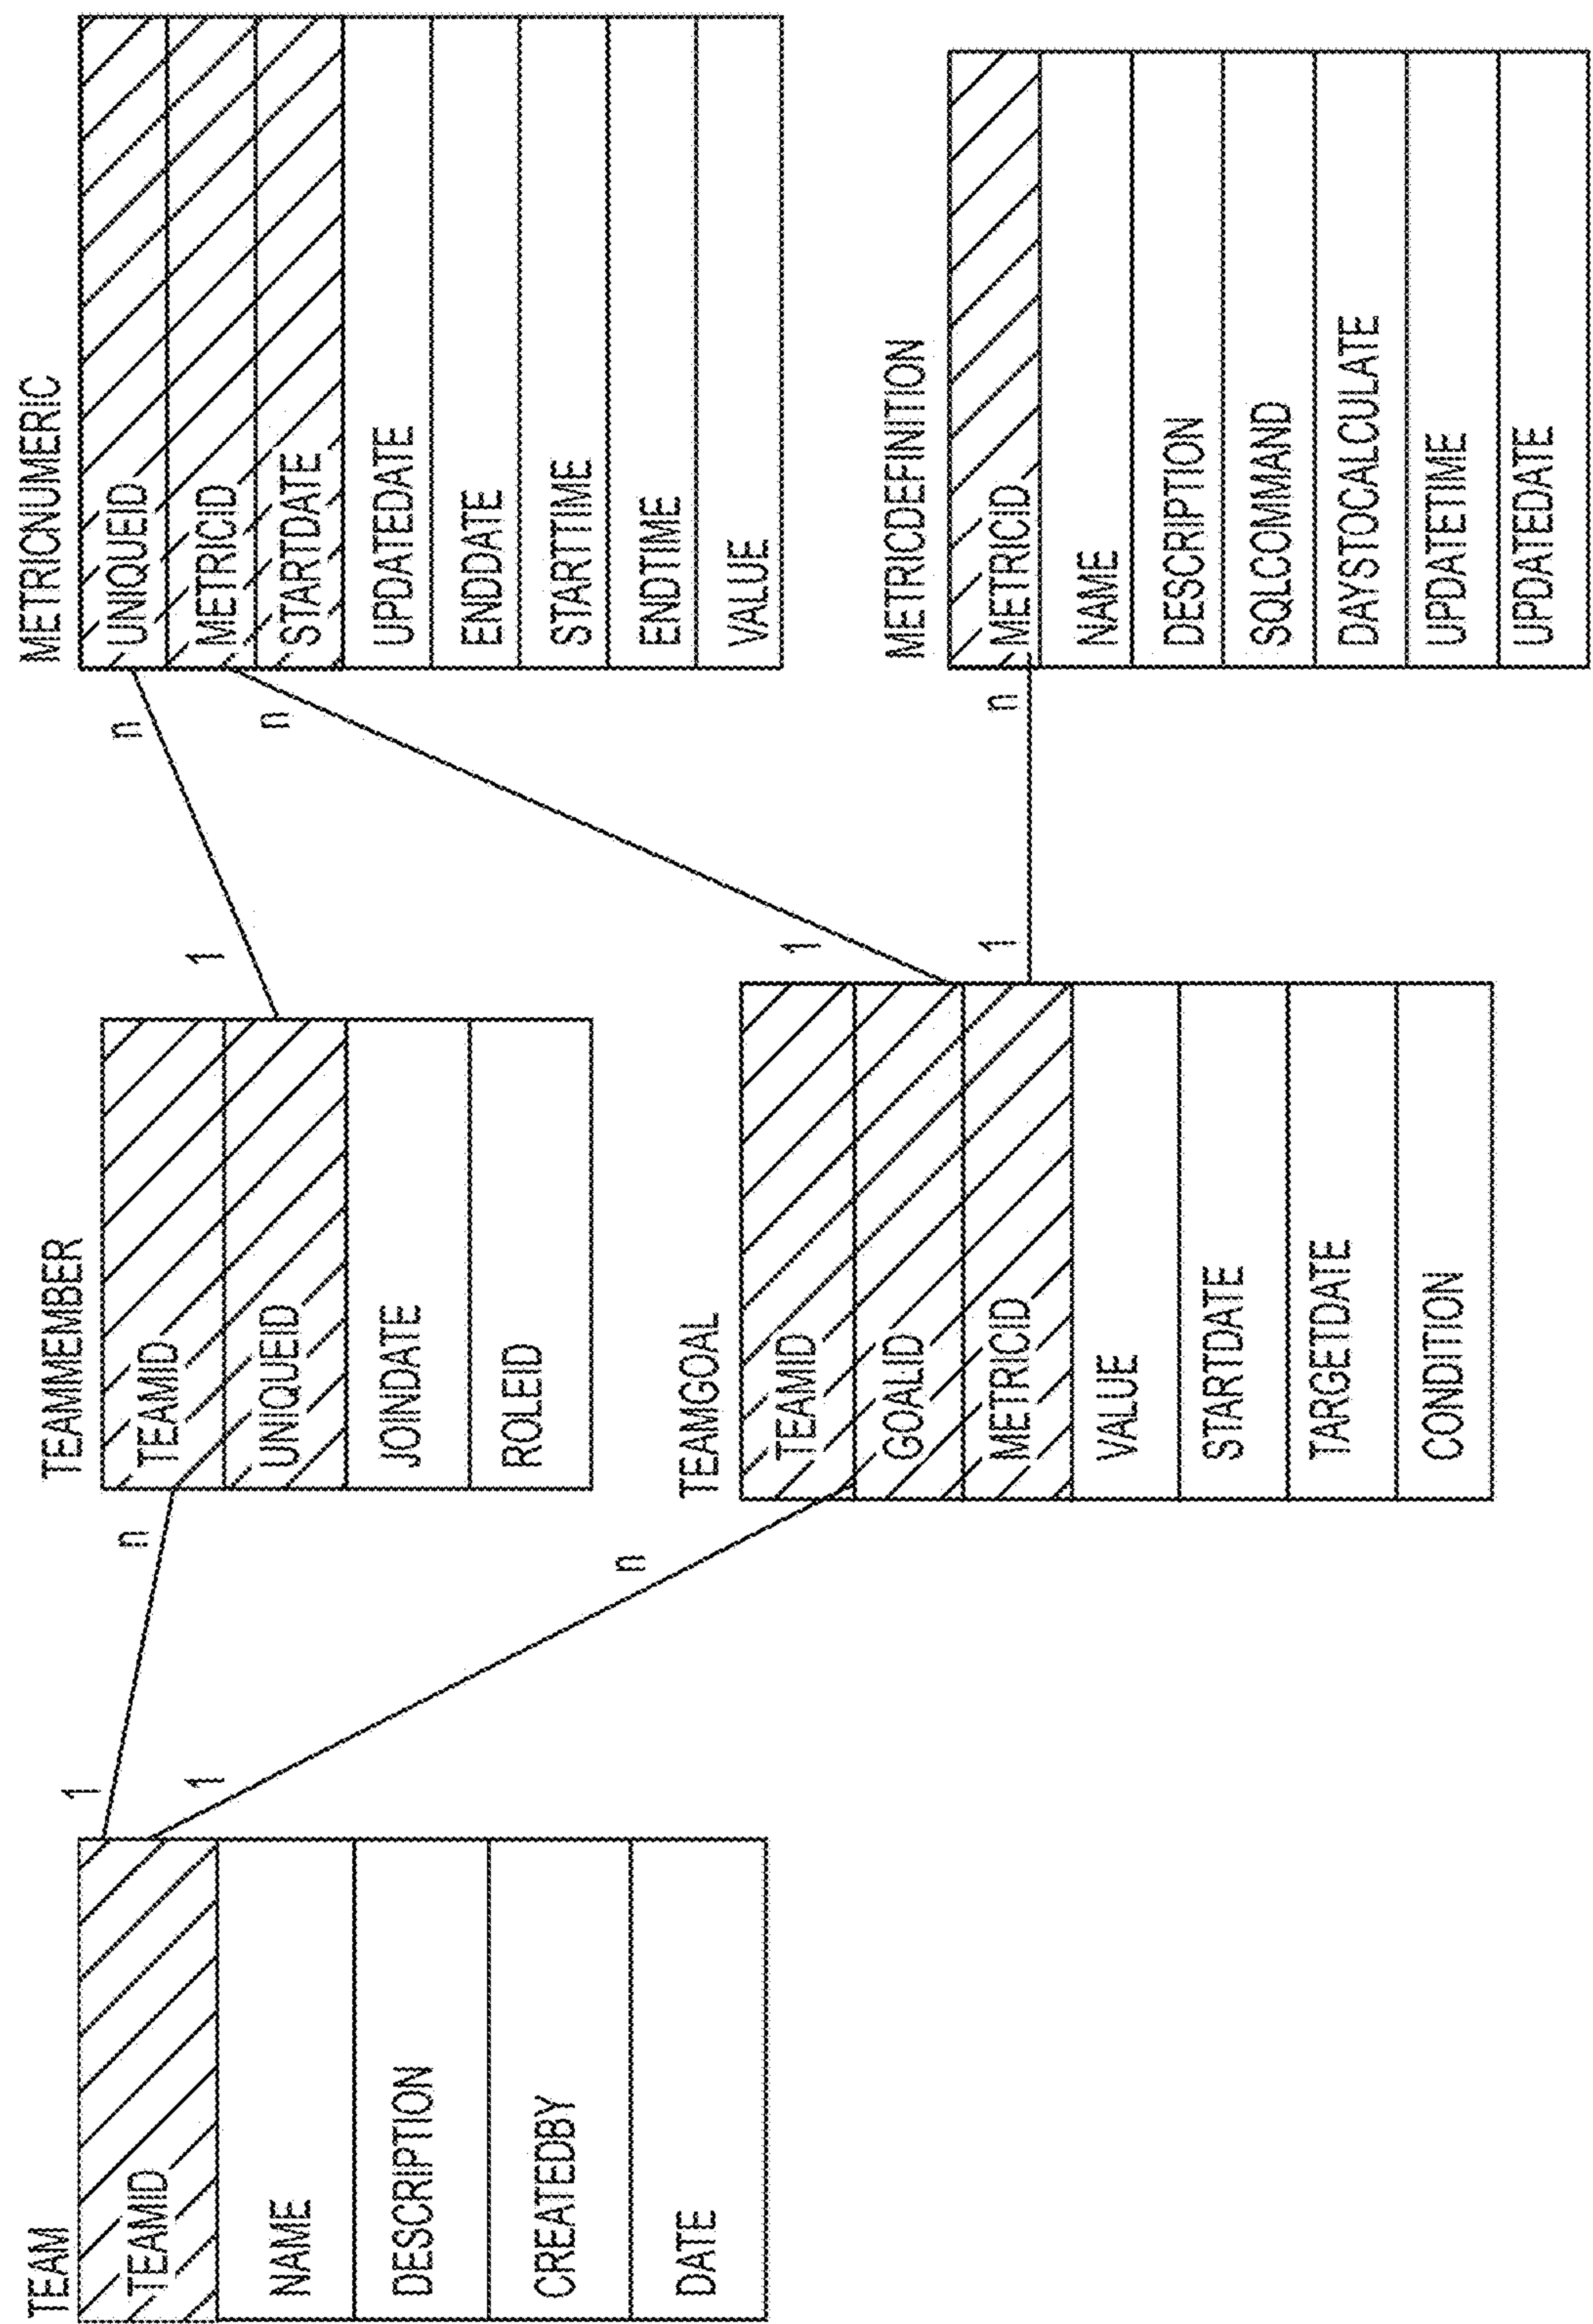 TEAM
TEAMID
NAME
DESCRIPTION
CREATEDBY
DATE
1
n
1
n
TEAMMEMBER
TEAMID
UNIQUEID
JOINDATE
ROLEID
TEAMGOAL
TEAMID
GOALID
METRICID
VALUE
STARTDATE
TARGETDATE
CONDITION
1
n
1
n
1
n
METRICNUMERIC
UNIQUEID
METRICID
STARTDATE
UPDATEDATE
ENDDATE
STARTTIME
ENDTIME
VALUE
METRICDEFINITION
METRICID
NAME
DESCRIPTION
SQLCOMMAND
DAYSTOCALCULATE
UPDATETIME
UPDATEDATE